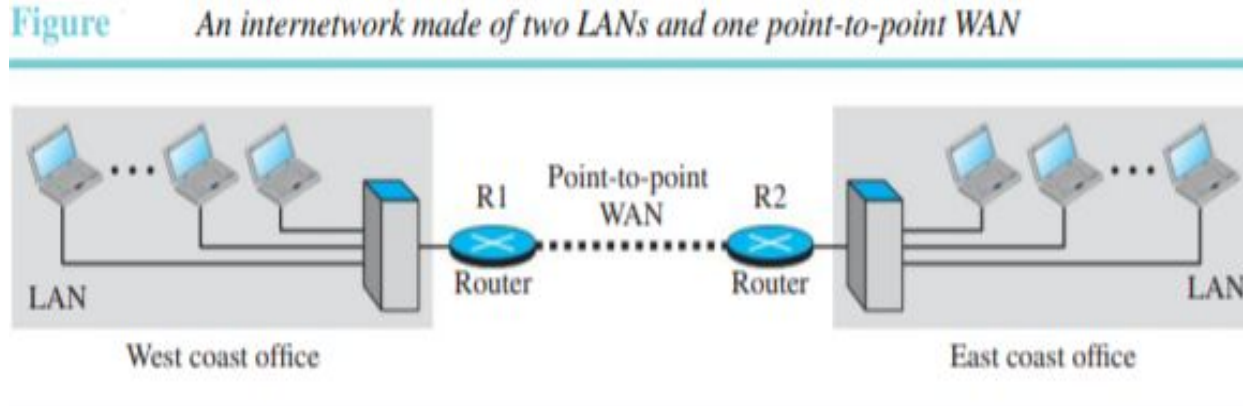 Figure An internetwork made of two LANs and one point-to-point WAN
R1
Point-to-point
WAN
R2
Router
Router
LAN
LAN
West coast office
East coast office